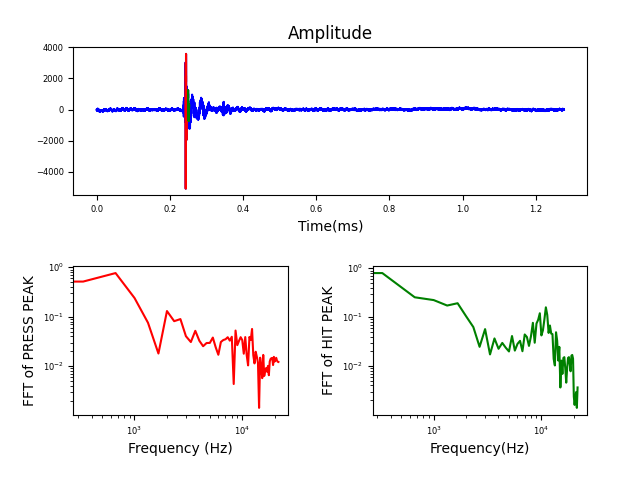 Amplitude
4000
2000
0
−2000
−4000
0.0 0.2 0.4 0.6 0.8 1.0 1.2
Time(ms)
FFT of PRESS PEAK
10⁰
10⁻¹
10⁻²
10³ 10⁴
Frequency (Hz)
FFT of HIT PEAK
10⁰
10⁻¹
10⁻²
10³ 10⁴
Frequency(Hz)